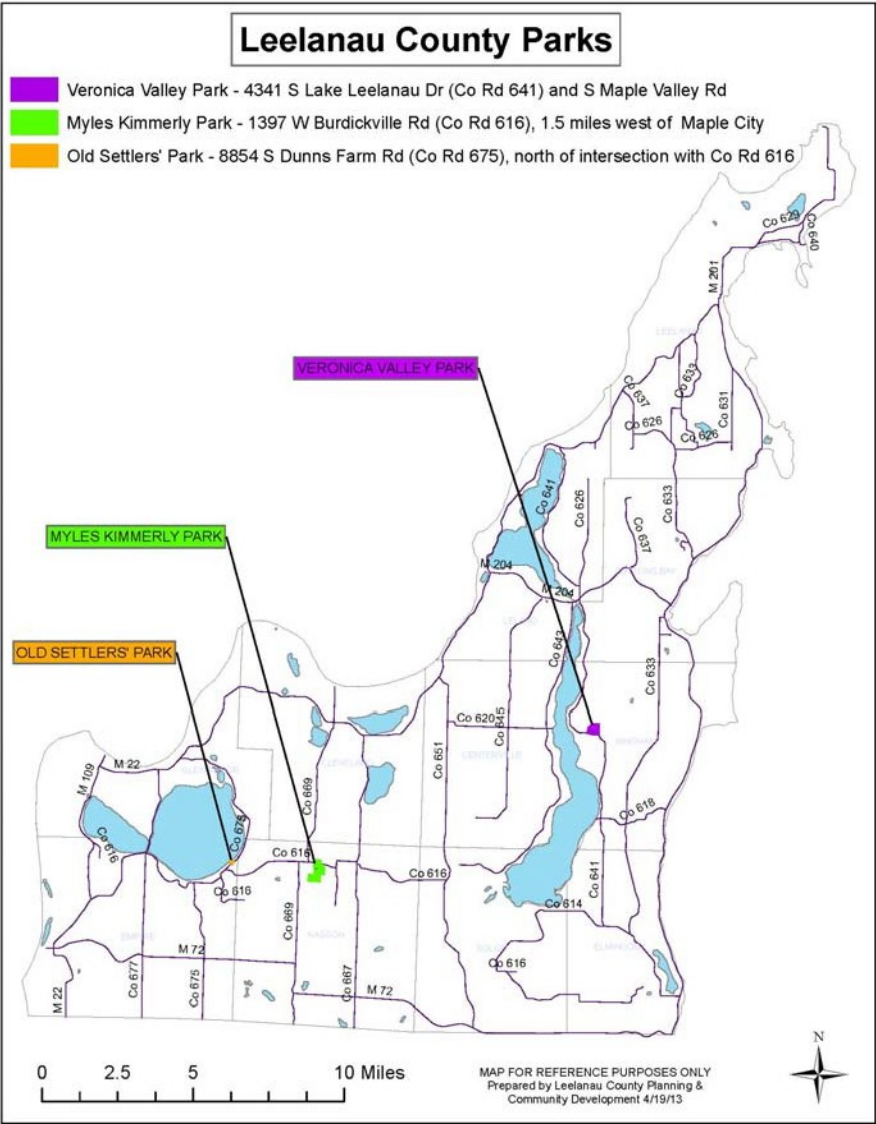 Leelanau County Parks
Veronica Valley Park - 4341 S Lake Leelanau Dr (Co Rd 641) and S Maple Valley Rd
Myles Kimmerly Park - 1397 W Burdickville Rd (Co Rd 616), 1.5 miles west of Maple City
Old Settlers' Park - 8854 S Dunns Farm Rd (Co Rd 675), north of intersection with Co Rd 616
Co 629
Co 640
M 201
VERONICA VALLEY PARK
Co 637
Co 633
Co 631
Co 626
Co 626
Co 641
Co 626
Co 633
Co 637
MYLES KIMMERLY PARK
M 204
M 204
OLD SETTLERS' PARK
Co 643
Co 633
Co 620
Co 645
CENTERVILLE
Co 651
M 22
M 109
Co 669
Co 618
Co 675
Co 616
Co 616
Co 616
Co 616
Co 641
Co 614
Co 669
EMPIRE
KASSON
M 72
Co 616
Co 677
Co 675
Co 667
M 72
M 22
N
0 2.5 5 10 Miles
MAP FOR REFERENCE PURPOSES ONLY
Prepared by Leelanau County Planning &
Community Development 4/19/13